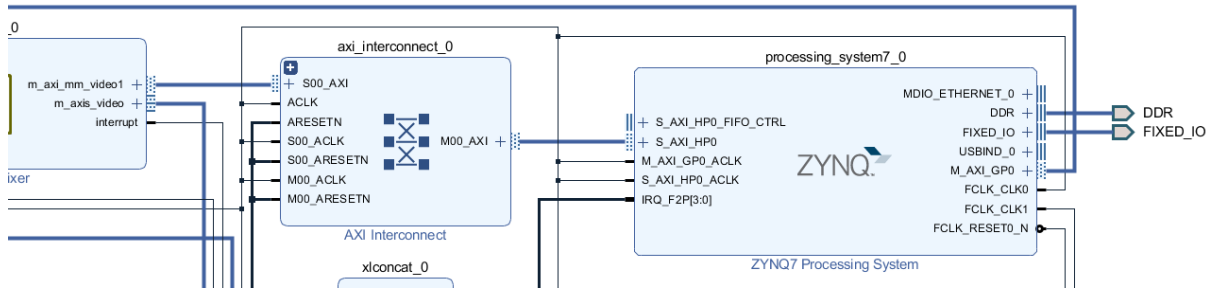 _0
m_axi_mm_video1
m_axis_video
interrupt
ixer
axi_interconnect_0
S00_AXI
ACLK
ARESETN
S00_ACLK
S00_ARESETN
M00_ACLK
M00_ARESETN
M00_AXI
AXI Interconnect
xlconcat_0
processing_system7_0
S_AXI_HP0_FIFO_CTRL
S_AXI_HP0
M_AXI_GP0_ACLK
S_AXI_HP0_ACLK
IRQ_F2P[3:0]
ZYNQ
MDIO_ETHERNET_0
DDR
FIXED_IO
USBIND_0
M_AXI_GP0
FCLK_CLK0
FCLK_CLK1
FCLK_RESET0_N
ZYNQ7 Processing System
DDR
FIXED_IO